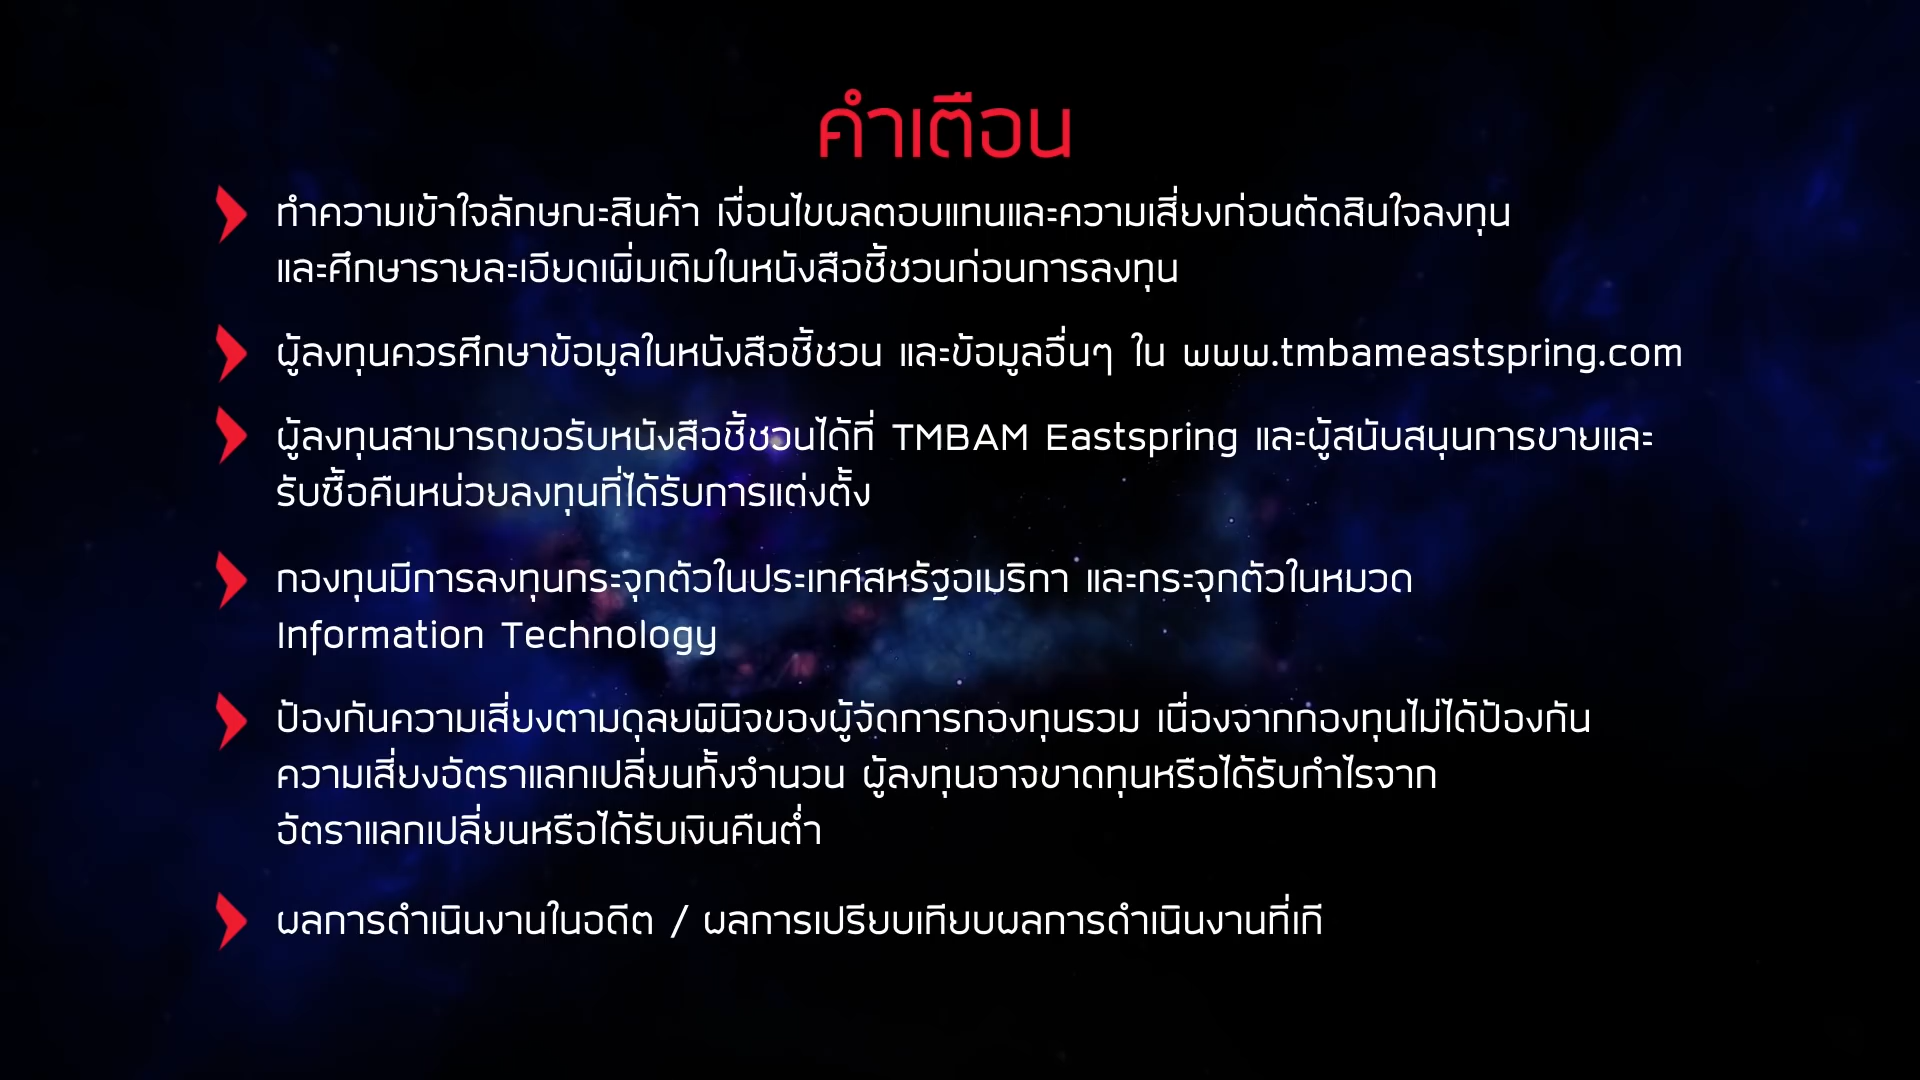 คำเตือน
ทำความเข้าใจลักษณะสินค้า เงื่อนไขผลตอบแทนและความเสี่ยงก่อนตัดสินใจลงทุน
และศึกษารายละเอียดเพิ่มเติมในหนังสือชี้ชวนก่อนการลงทุน
ผู้ลงทุนควรศึกษาข้อมูลในหนังสือชี้ชวน และข้อมูลอื่นๆ ใน www.tmbameastspring.com
ผู้ลงทุนสามารถขอรับหนังสือชี้ชวนได้ที่ TMBAM Eastspring และผู้สนับสนุนการขายและ
รับซื้อคืนหน่วยลงทุนที่ได้รับการแต่งตั้ง
กองทุนมีการลงทุนกระจุกตัวในประเทศสหรัฐอเมริกา และกระจุกตัวในหมวด
Information Technology
ป้องกันความเสี่ยงตามดุลยพินิจของผู้จัดการกองทุนรวม เนื่องจากกองทุนไม่ได้ป้องกัน
ความเสี่ยงอัตราแลกเปลี่ยนทั้งจำนวน ผู้ลงทุนอาจขาดทุนหรือได้รับกำไรจาก
อัตราแลกเปลี่ยนหรือได้รับเงินคืนต่ำ
ผลการดำเนินงานในอดีต / ผลการเปรียบเทียบผลการดำเนินงานที่เกี